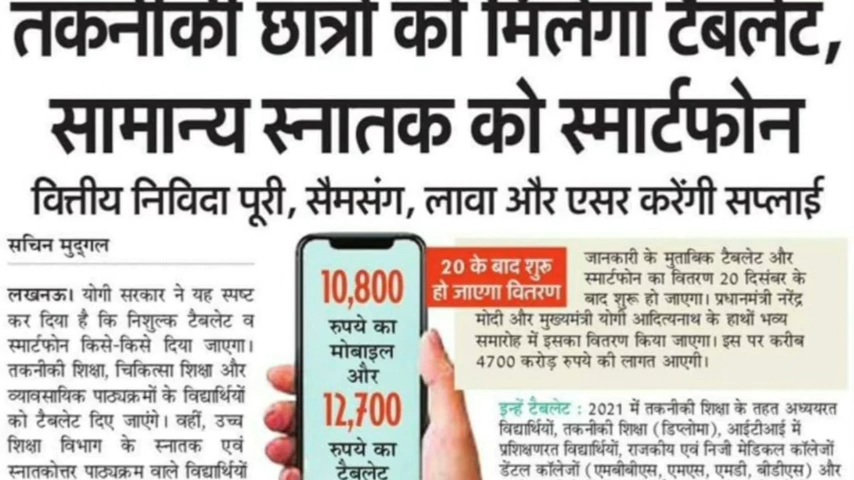 तकनीकी छात्रों को मिलेगा टैबलेट,
सामान्य स्नातक को स्मार्टफोन
वित्तीय निविदा पूरी, सैमसंग, लावा और एसर करेंगी सप्लाई
सचिन मुद्गल
लखनऊ। योगी सरकार ने यह स्पष्ट
कर दिया है कि निशुल्क टैबलेट व
स्मार्टफोन किसे-किसे दिया जाएगा।
तकनीकी शिक्षा, चिकित्सा शिक्षा और
व्यावसायिक पाठ्यक्रमों के विद्यार्थियों
को टैबलेट दिए जाएंगे। वहीं, उच्च
शिक्षा विभाग के स्नातक एवं
स्नातकोत्तर पाठ्यक्रम वाले विद्यार्थियों
10,800
रुपये का
मोबाइल
और
12,700
रुपये का
टैबलेट
20 के बाद शुरू
हो जाएगा वितरण
जानकारी के मुताबिक टैबलेट और
स्मार्टफोन का वितरण 20 दिसंबर के
बाद शुरू हो जाएगा। प्रधानमंत्री नरेंद्र
मोदी और मुख्यमंत्री योगी आदित्यनाथ के हाथों भव्य
समारोह में इसका वितरण किया जाएगा। इस पर करीब
4700 करोड़ रुपये की लागत आएगी।
इन्हें टैबलेट : 2021 में तकनीकी शिक्षा के तहत अध्ययरत
विद्यार्थियों, तकनीकी शिक्षा (डिप्लोमा), आईटीआई में
प्रशिक्षणरत विद्यार्थियों, राजकीय एवं निजी मेडिकल कॉलेजों
डेंटल कॉलेजों (एमबीबीएस, एमएस, एमडी, बीडीएस) और